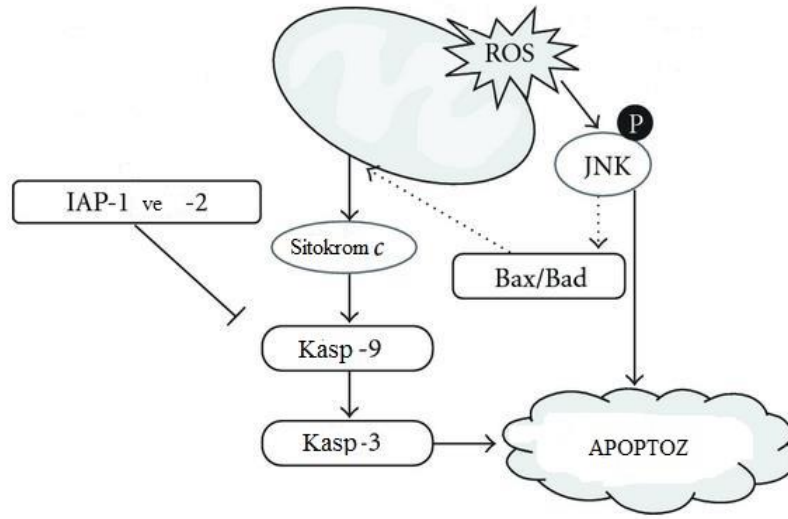 ROS
P
JNK
IAP-1 ve -2
Sitokrom c
Bax/Bad
Kasp -9
Kasp -3
APOPTOZ